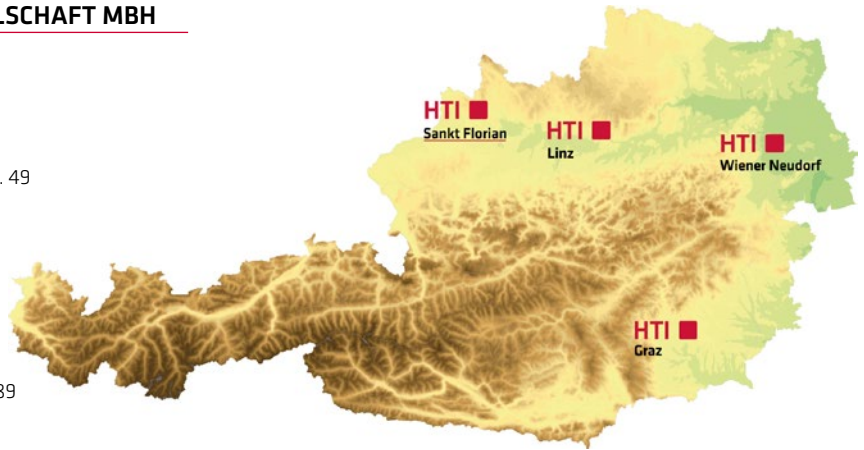 LSCHAFT MBH
HTI
Sankt Florian
HTI
Linz
HTI
Wiener Neudorf
. 49
HTI
Graz
39